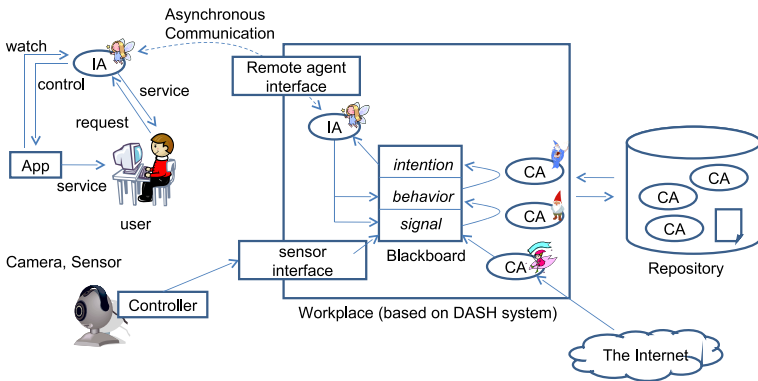 Asynchronous
Communication
watch
IA
control
service
request
App
service
user
Remote agent
interface
IA
intention
behavior
signal
Blackboard
CA
CA
CA
CA
CA
CA
Repository
Camera, Sensor
sensor
interface
Controller
Workplace (based on DASH system)
The Internet